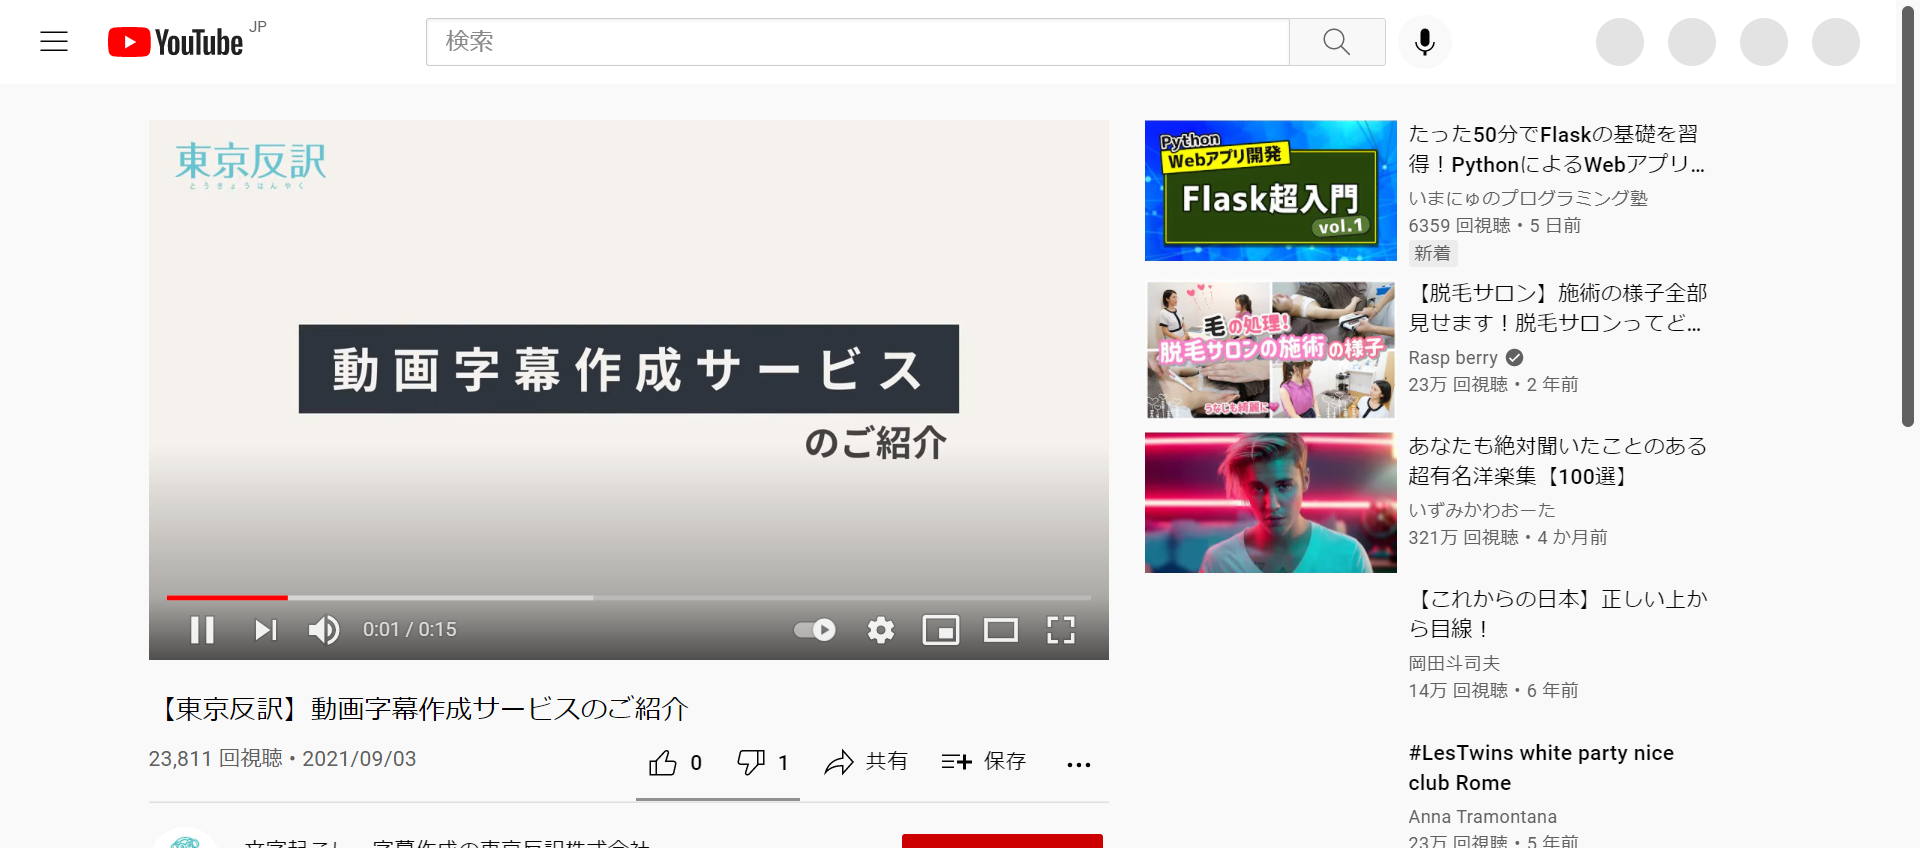 YouTube JP
検索
東京反訳
とうきょうはんやく
動画字幕作成サービス
のご紹介
0:01 / 0:15
【東京反訳】動画字幕作成サービスのご紹介
23,811 回視聴・2021/09/03
0
1
共有
保存
文字起こし、字幕作成の東京反訳株式会社
Python
Webアプリ開発
Flask超入門
vol.1
たった50分でFlaskの基礎を習
得！PythonによるWebアプリ...
いまにゅのプログラミング塾
6359 回視聴・5 日前
新着
毛の処理!
脱毛サロンの施術の様子
うなじも綺麗に
【脱毛サロン】施術の様子全部
見せます！脱毛サロンってど...
Rasp berry
23万 回視聴・2 年前
あなたも絶対聞いたことのある
超有名洋楽集【100選】
いずみかわおーた
321万 回視聴・4 か月前
【これからの日本】正しい上か
ら目線！
岡田斗司夫
14万 回視聴・6 年前
#LesTwins white party nice
club Rome
Anna Tramontana
23万 回視聴・5 年前